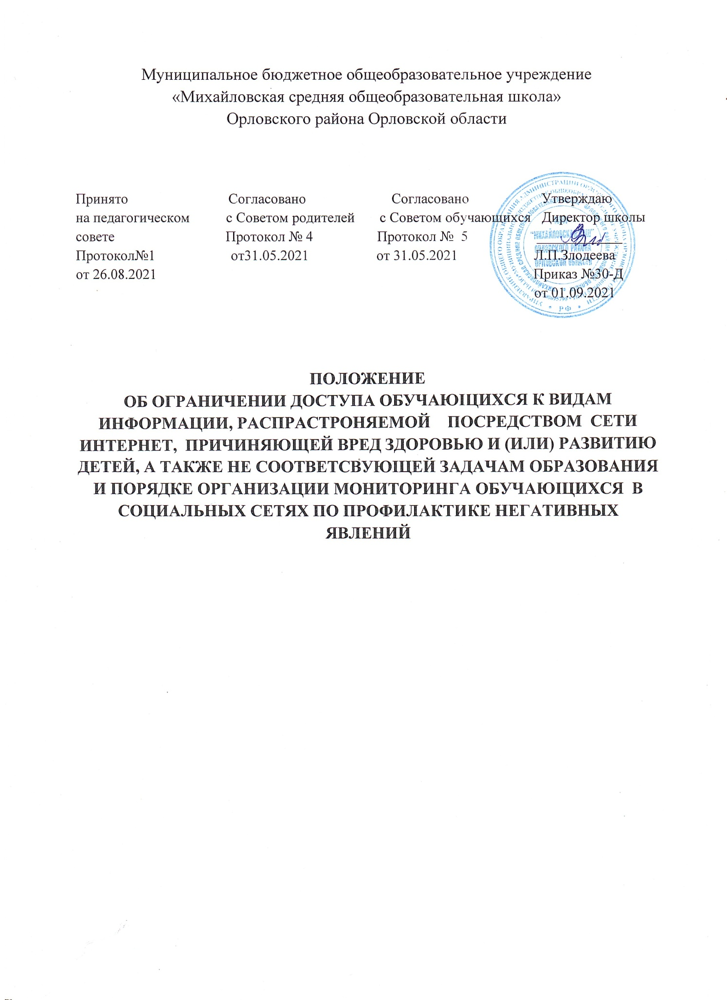 Муниципальное бюджетное общеобразовательное учреждение
«Михайловская средняя общеобразовательная школа»
Орловского района Орловской области
Принято Согласовано Согласовано Утверждаю
на педагогическом с Советом родителей с Советом обучающихся Директор школы
совете Протокол № 4 Протокол № 5
"МИХАЙЛОВСКАЯ СОШ"
ОРЛОВСКОГО РАЙОНА
Протокол№1 от31.05.2021 от 31.05.2021 Л.П.Злодеева
ОРЛОВСКОЙ ОБЛАСТИ
от 26.08.2021 Приказ №30-Д
от 01.09.2021
РФ
ПОЛОЖЕНИЕ
ОБ ОГРАНИЧЕНИИ ДОСТУПА ОБУЧАЮЩИХСЯ К ВИДАМ
ИНФОРМАЦИИ, РАСПРАСТРОНЯЕМОЙ ПОСРЕДСТВОМ СЕТИ
ИНТЕРНЕТ, ПРИЧИНЯЮЩЕЙ ВРЕД ЗДОРОВЬЮ И (ИЛИ) РАЗВИТИЮ
ДЕТЕЙ, А ТАКЖЕ НЕ СООТВЕТСВУЮЩЕЙ ЗАДАЧАМ ОБРАЗОВАНИЯ
И ПОРЯДКЕ ОРГАНИЗАЦИИ МОНИТОРИНГА ОБУЧАЮЩИХСЯ В
СОЦИАЛЬНЫХ СЕТЯХ ПО ПРОФИЛАКТИКЕ НЕГАТИВНЫХ
ЯВЛЕНИЙ